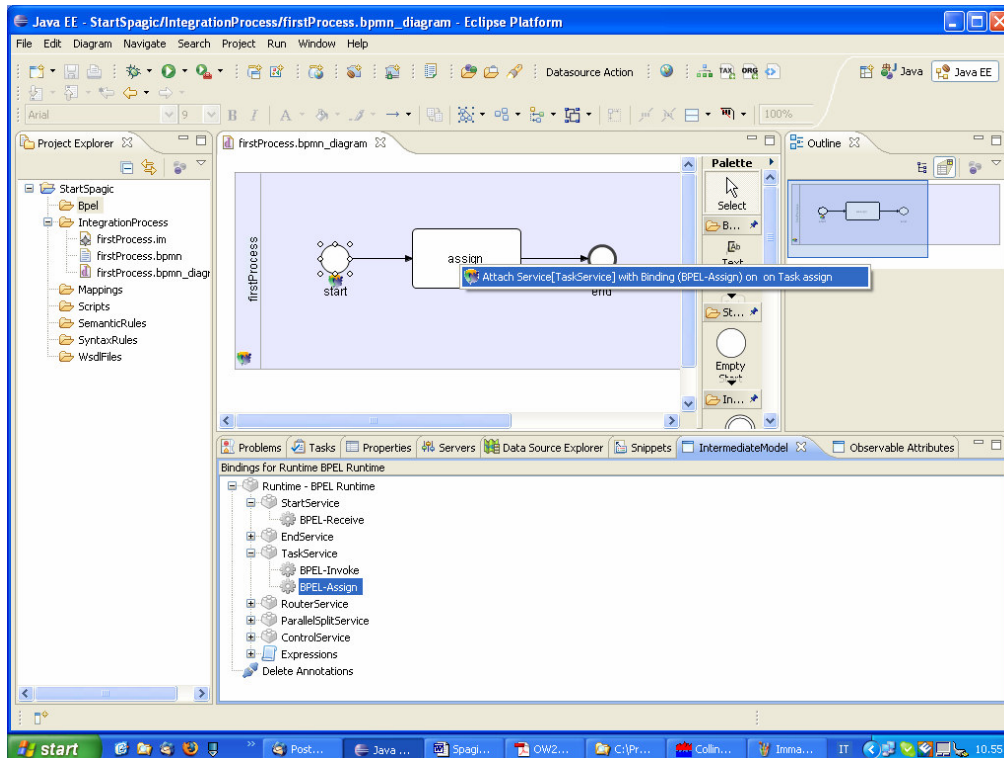 Java EE - StartSpagic/IntegrationProcess/firstProcess.bpmn_diagram - Eclipse Platform
File Edit Diagram Navigate Search Project Run Window Help
Datasource Action TAX ORG Java Java EE
Arial 9 B I A 100%
Project Explorer
StartSpagic
Bpel
IntegrationProcess
firstProcess.im
firstProcess.bpmn
firstProcess.bpmn_diagr
Mappings
Scripts
SemanticRules
SyntaxRules
WsdlFiles
firstProcess.bpmn_diagram
firstProcess
start
assign
end
Attach Service[TaskService] with Binding (BPEL-Assign) on on Task assign
Palette
Select
B...
Text
St...
Empty
Start
In...
Outline
Problems Tasks Properties Servers Data Source Explorer Snippets IntermediateModel Observable Attributes
Bindings for Runtime BPEL Runtime
Runtime - BPEL Runtime
StartService
BPEL-Receive
EndService
TaskService
BPEL-Invoke
BPEL-Assign
RouterService
ParallelSplitService
ControlService
Expressions
Delete Annotations
start Post... Java ... Spagi... OW2... C:\Pr... Collin... Imma... IT 10.55